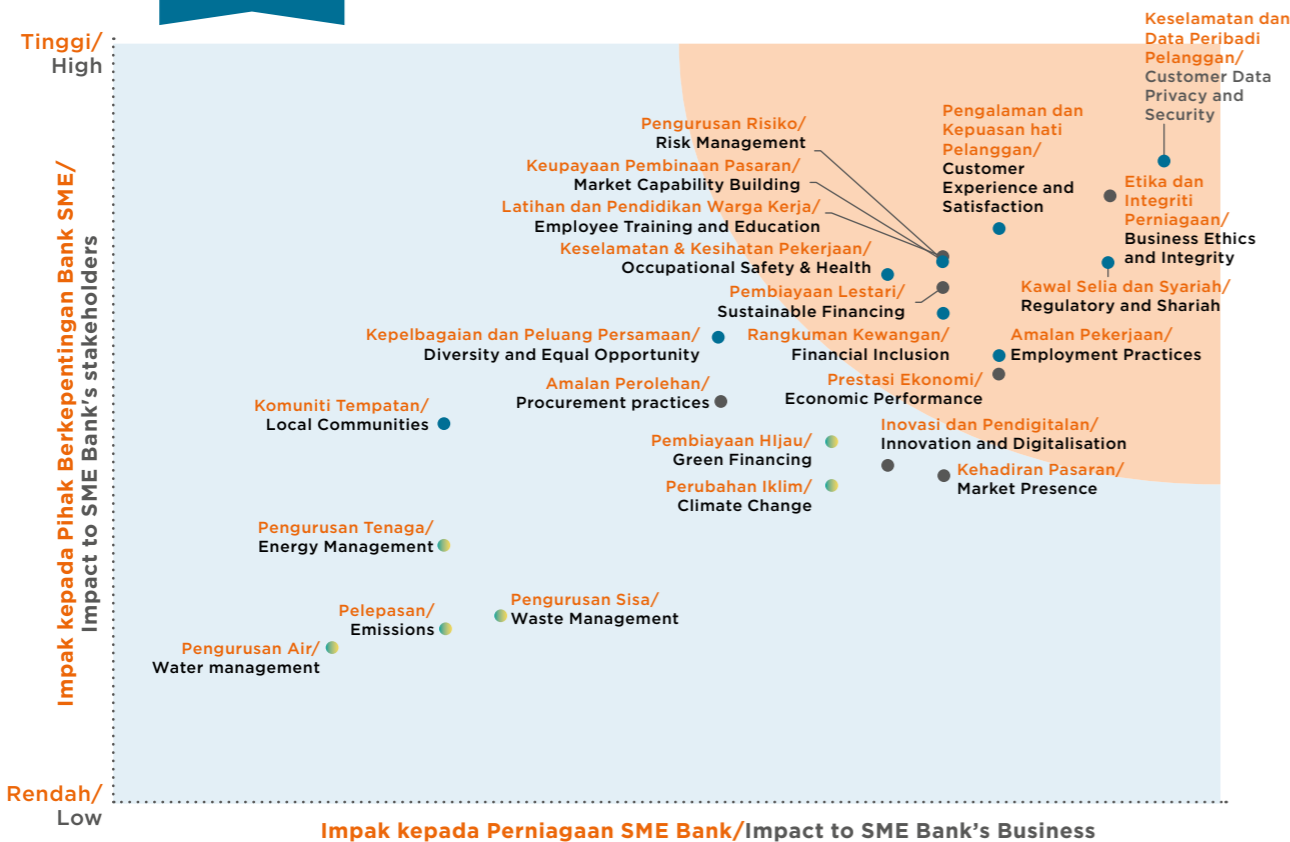 Keselamatan dan
Data Peribadi
Pelanggan/
Customer Data
Privacy and
Security
Tinggi/
High
Pengurusan Risiko/
Risk Management
Keupayaan Pembinaan Pasaran/
Market Capability Building
Latihan dan Pendidikan Warga Kerja/
Employee Training and Education
Keselamatan & Kesihatan Pekerjaan/
Occupational Safety & Health
Pembiayaan Lestari/
Sustainable Financing
Pengalaman dan
Kepuasan hati
Pelanggan/
Customer
Experience and
Satisfaction
Etika dan
Integriti
Perniagaan/
Business Ethics
and Integrity
Kawal Selia dan Syariah/
Regulatory and Shariah
Kepelbagaian dan Peluang Persamaan/
Diversity and Equal Opportunity
Rangkuman Kewangan/
Financial Inclusion
Amalan Pekerjaan/
Employment Practices
Amalan Perolehan/
Procurement practices
Prestasi Ekonomi/
Economic Performance
Komuniti Tempatan/
Local Communities
Pembiayaan HIjau/
Green Financing
Inovasi dan Pendigitalan/
Innovation and Digitalisation
Perubahan Iklim/
Climate Change
Kehadiran Pasaran/
Market Presence
Pengurusan Tenaga/
Energy Management
Pengurusan Sisa/
Waste Management
Pelepasan/
Emissions
Pengurusan Air/
Water management
Impak kepada Pihak Berkepentingan Bank SME/
Impact to SME Bank's stakeholders
Rendah/
Low
Impak kepada Perniagaan SME Bank/Impact to SME Bank’s Business